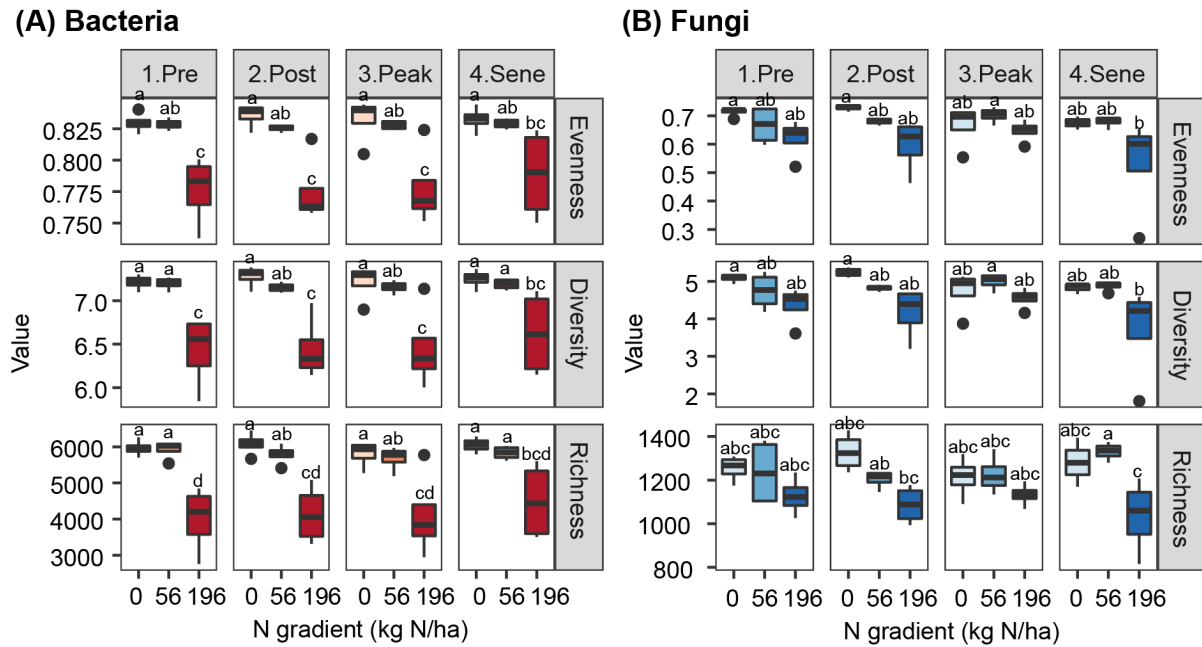 (A) Bacteria
1.Pre 2.Post 3.Peak 4.Sene
Evenness
0.825
0.800
0.775
0.750
a ab c
a ab c
a ab c
a ab bc
Diversity
7.0
6.5
6.0
a a c
a ab c
a ab c
a ab bc
Richness
6000
5000
4000
3000
a a d
a ab cd
a ab cd
a a bcd
Value
0 56 196 0 56 196 0 56 196 0 56 196
N gradient (kg N/ha)
(B) Fungi
1.Pre 2.Post 3.Peak 4.Sene
Evenness
0.7
0.6
0.5
0.4
0.3
a ab ab
a ab ab
ab a ab
ab ab b
Diversity
5
4
3
2
a ab ab
a ab ab
ab a ab
ab ab b
Richness
1400
1200
1000
800
abc abc abc
abc ab bc
abc abc abc
abc a c
Value
0 56 196 0 56 196 0 56 196 0 56 196
N gradient (kg N/ha)